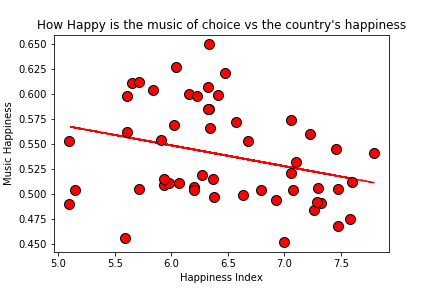 How Happy is the music of choice vs the country's happiness
0.650
0.625
0.600
0.575
0.550
0.525
0.500
0.475
0.450
Music Happiness
5.0 5.5 6.0 6.5 7.0 7.5
Happiness Index